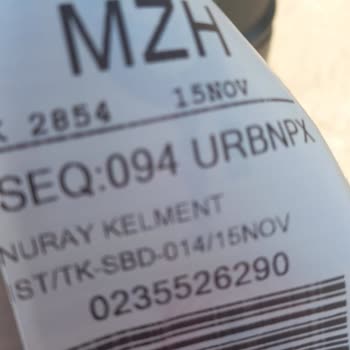 MZH
K 2854 15NOV
SEQ:094 URBNPX
NURAY KELMENT
ST/TK-SBD-014/15NOV
0235526290